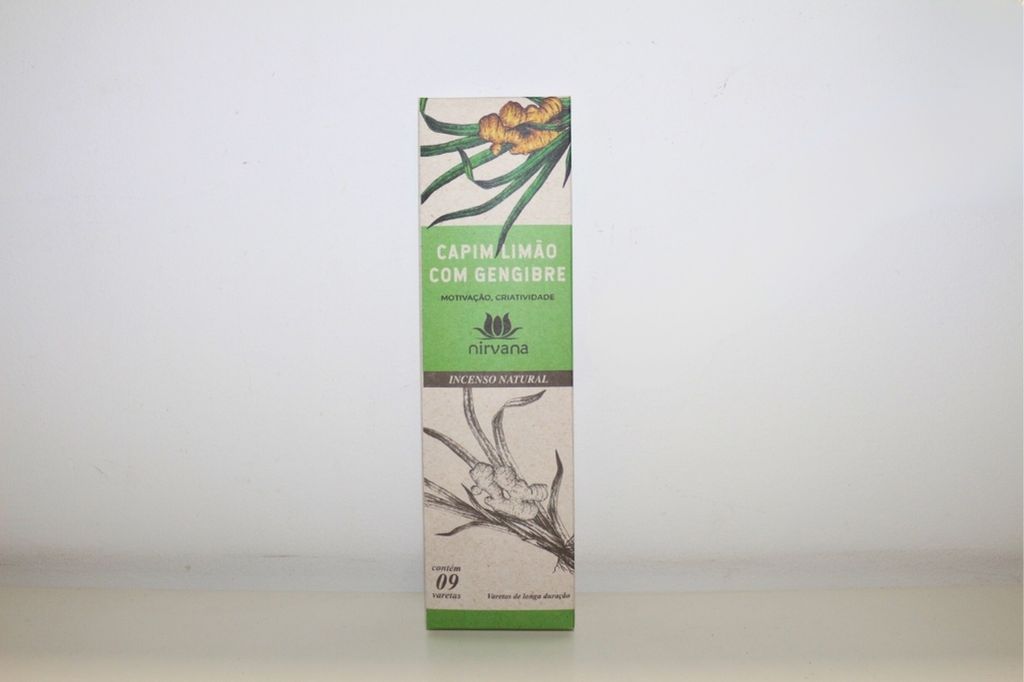 CAPIM LIMÃO
COM GENGIBRE
MOTIVAÇÃO, CRIATIVIDADE
nirvana
INCENSO NATURAL
contém
09
varetas
Varetas de longa duração